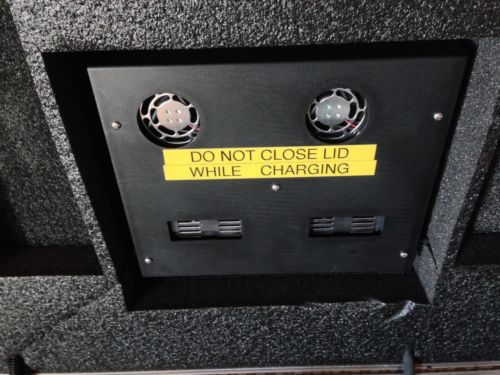 DO NOT CLOSE LID
WHILE CHARGING